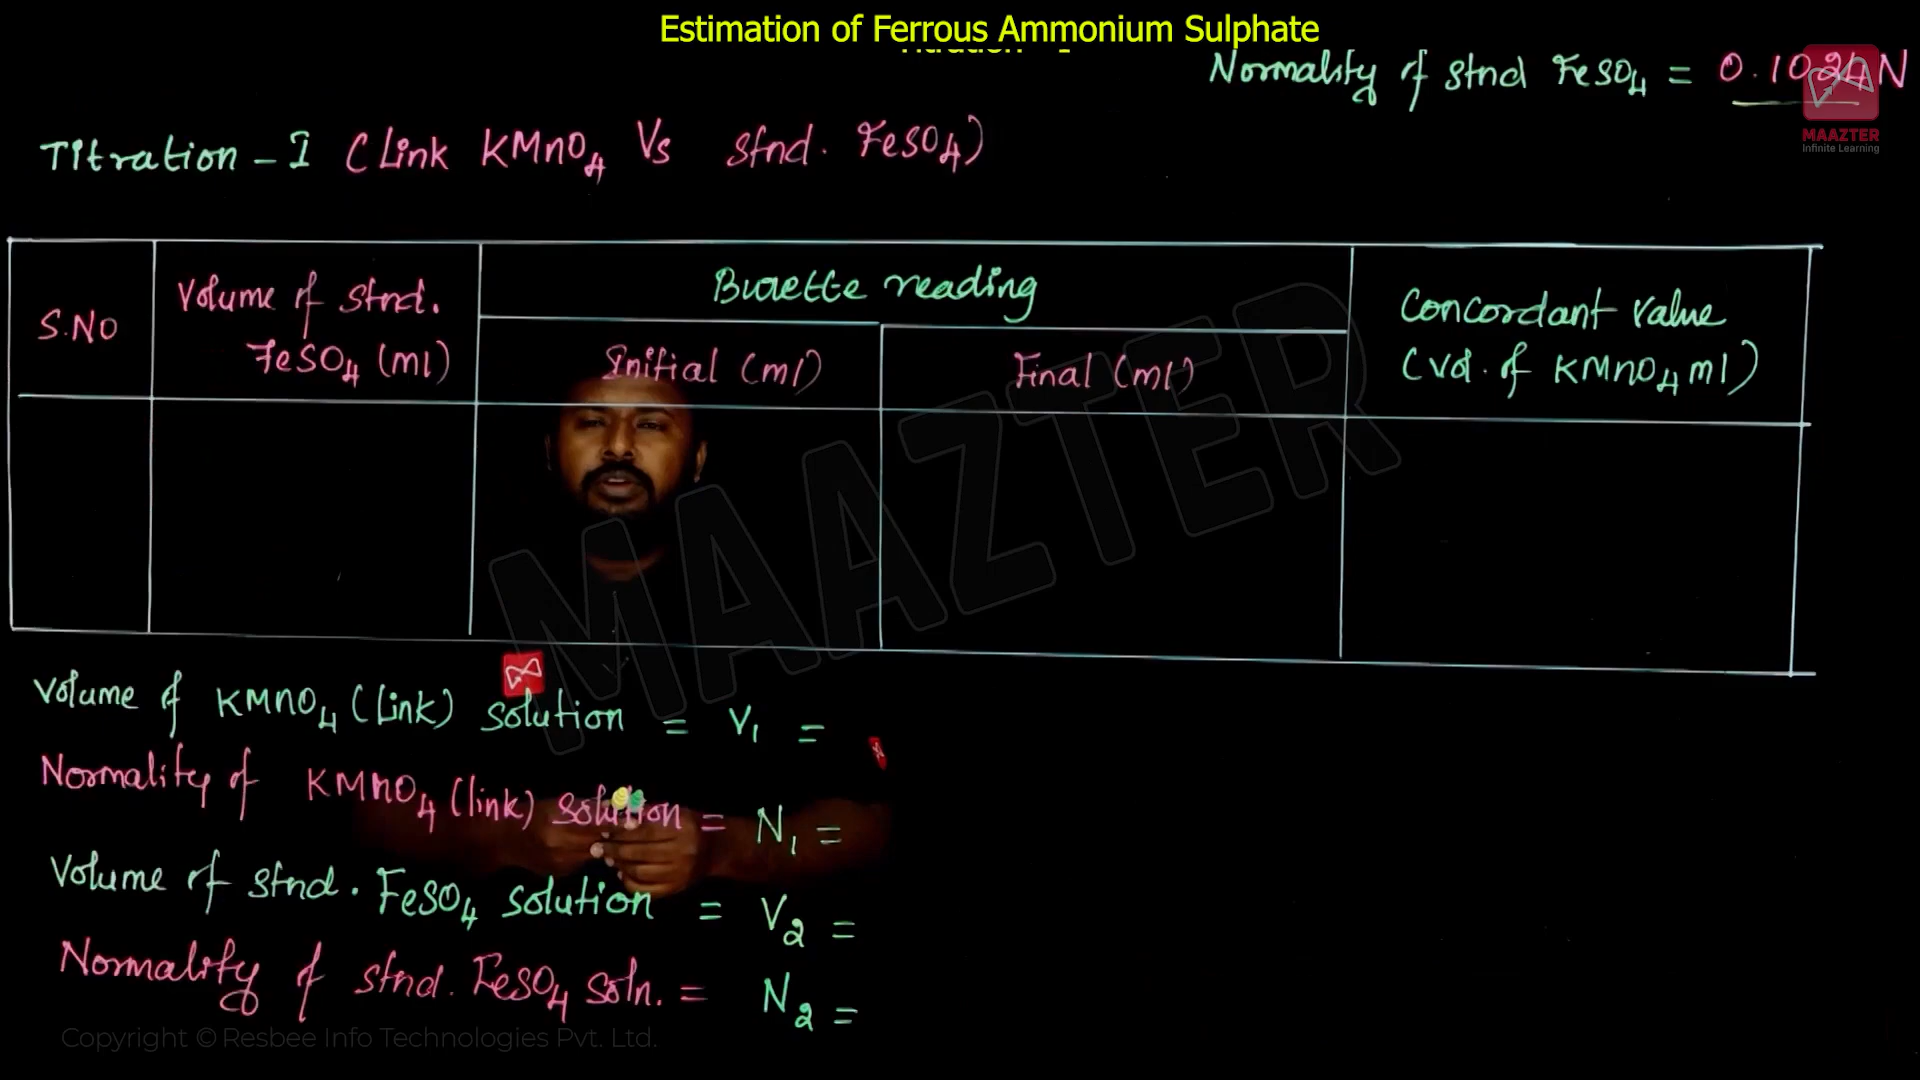 Estimation of Ferrous Ammonium Sulphate
Normality of stnd FeSO4 = 0.1024 N
MAAZTER
Infinite Learning
Titration - I (Link KMnO4 Vs stnd. FeSO4)
S.NO
Volume of stnd. FeSO4 (ml)
Burette reading
Initial (ml)
Final (ml)
Concordant value
(Vol. of KMnO4 ml)
MAAZTER
Volume of KMnO4 (Link) solution = V1 =
Normality of KMnO4 (link) solution = N1 =
Volume of stnd. FeSO4 solution = V2 =
Normality of stnd. FeSO4 soln. = N2 =
Copyright © Resbee Info Technologies Pvt. Ltd.